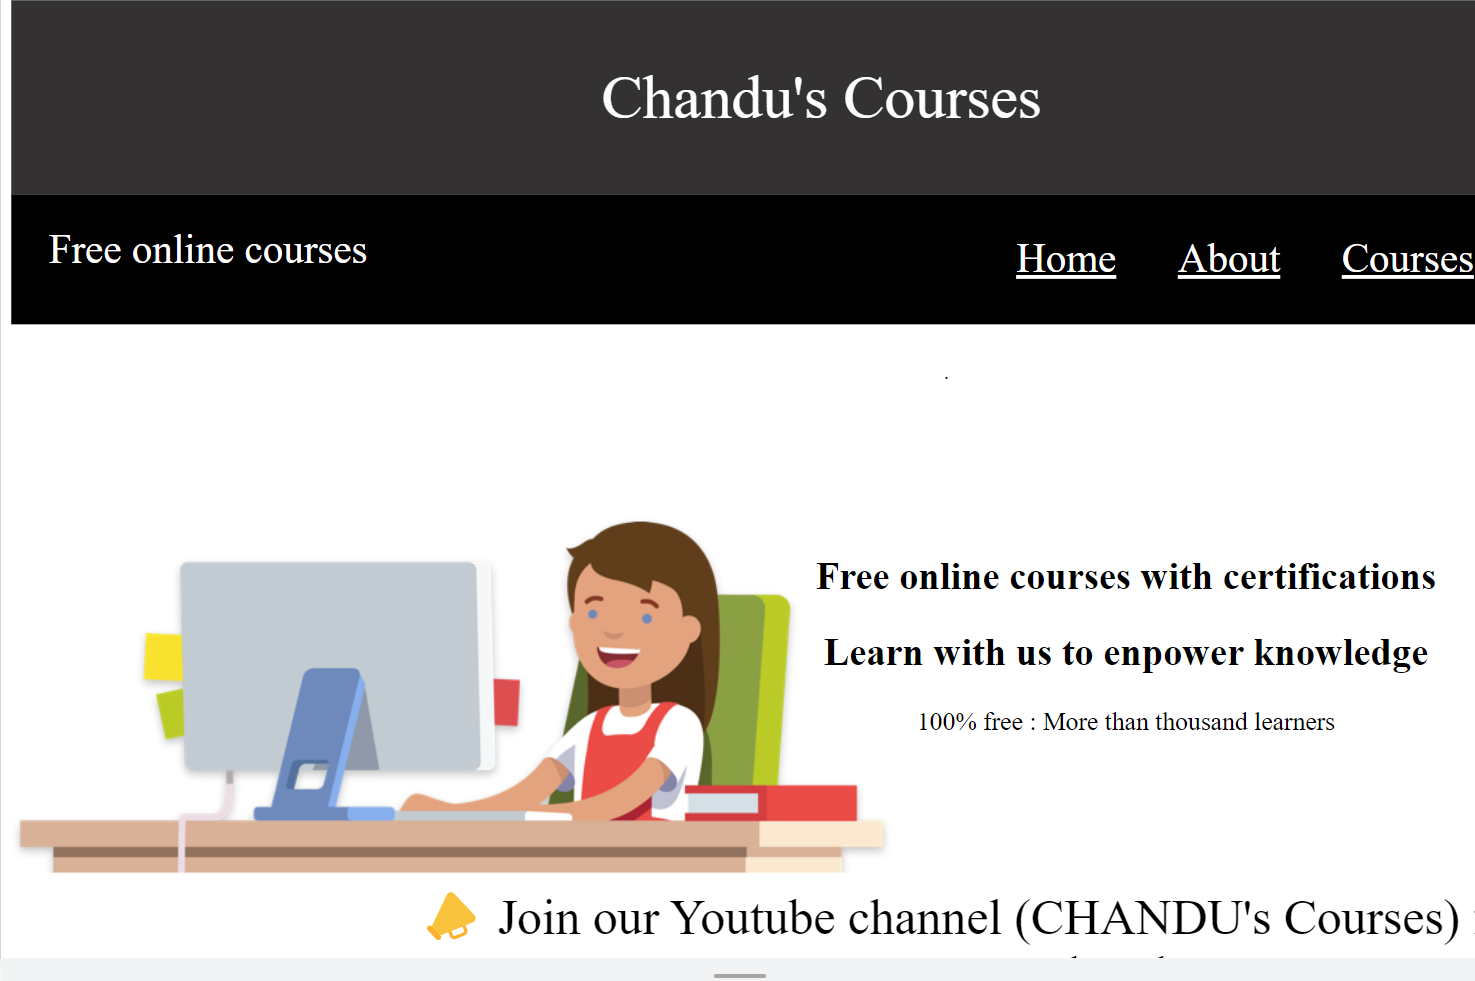 Chandu's Courses
Free online courses
Home About Courses
.
Free online courses with certifications
Learn with us to enpower knowledge
100% free : More than thousand learners
Join our Youtube channel (CHANDU's Courses)